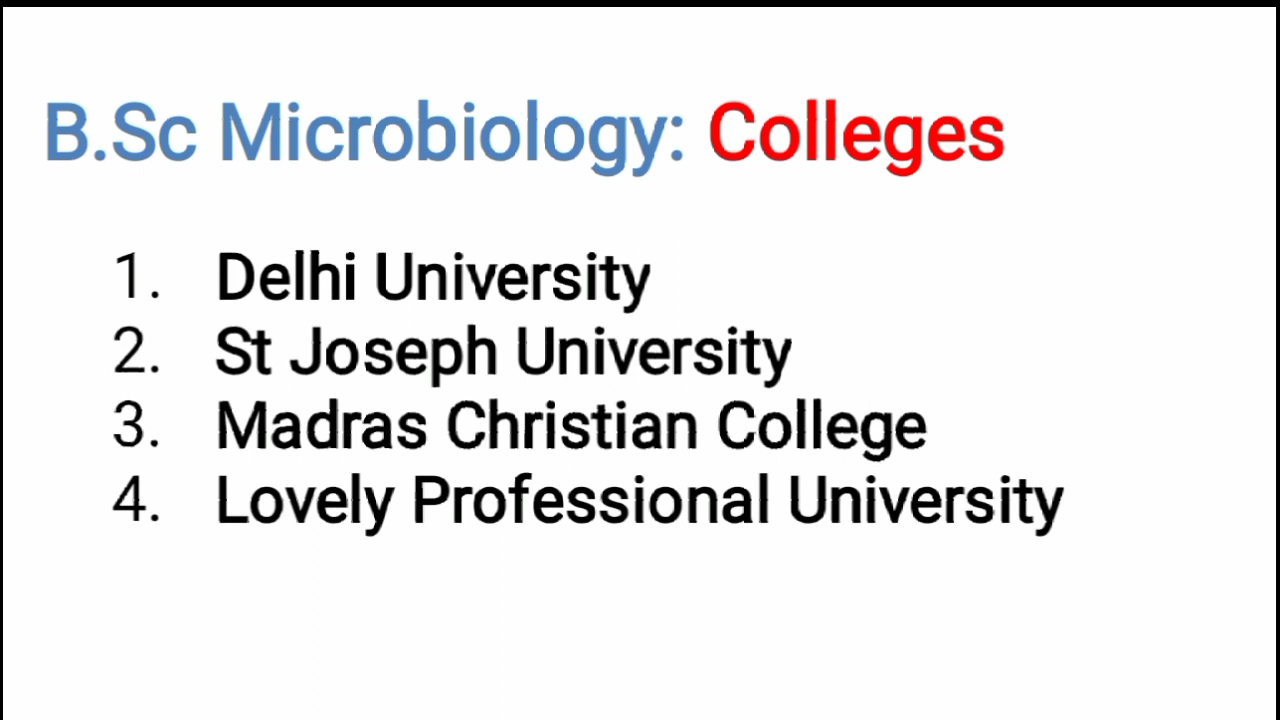 B.Sc Microbiology: Colleges
1. Delhi University
2. St Joseph University
3. Madras Christian College
4. Lovely Professional University